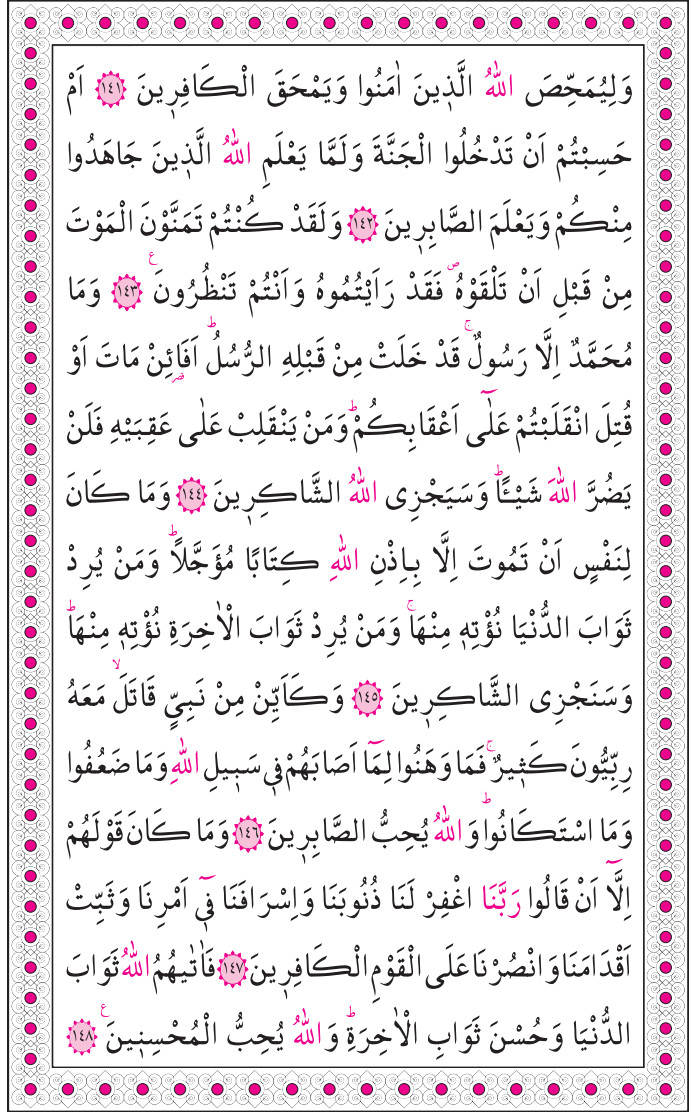 وَلِيُمَحِّصَ اللّٰهُ الَّذ۪ينَ اٰمَنُوا وَيَمْحَقَ الْكَافِر۪ينَ ﴿١٤١﴾ اَمْ
حَسِبْتُمْ اَنْ تَدْخُلُوا الْجَنَّةَ وَلَمَّا يَعْلَمِ اللّٰهُ الَّذ۪ينَ جَاهَدُوا
مِنْكُمْ وَيَعْلَمَ الصَّابِر۪ينَ ﴿١٤٢﴾ وَلَقَدْ كُنْتُمْ تَمَنَّوْنَ الْمَوْتَ
مِنْ قَبْلِ اَنْ تَلْقَوْهُۖ فَقَدْ رَاَيْتُمُوهُ وَاَنْتُمْ تَنْظُرُونَ۟ ﴿١٤٣﴾ وَمَا
مُحَمَّدٌ اِلَّا رَسُولٌۚ قَدْ خَلَتْ مِنْ قَبْلِهِ الرُّسُلُۜ اَفَا۬ئِنْ مَاتَ اَوْ
قُتِلَ انْقَلَبْتُمْ عَلٰٓى اَعْقَابِكُمْۜ وَمَنْ يَنْقَلِبْ عَلٰى عَقِبَيْهِ فَلَنْ
يَضُرَّ اللّٰهَ شَيْـًٔاۜ وَسَيَجْزِى اللّٰهُ الشَّاكِر۪ينَ ﴿١٤٤﴾ وَمَا كَانَ
لِنَفْسٍ اَنْ تَمُوتَ اِلَّا بِاِذْنِ اللّٰهِ كِتَابًا مُؤَجَّلًاۜ وَمَنْ يُرِدْ
ثَوَابَ الدُّنْيَا نُؤْتِه۪ مِنْهَاۚ وَمَنْ يُرِدْ ثَوَابَ الْاٰخِرَةِ نُؤْتِه۪ مِنْهَاۜ
وَسَنَجْزِى الشَّاكِر۪ينَ ﴿١٤٥﴾ وَكَاَيِّنْ مِنْ نَبِيٍّ قَاتَلَۙ مَعَهُ
رِبِّيُّونَ كَث۪يرٌۚ فَمَا وَهَنُوا لِمَٓا اَصَابَهُمْ ف۪ى سَب۪يلِ اللّٰهِ وَمَا ضَعُفُوا
وَمَا اسْتَكَانُواۜ وَاللّٰهُ يُحِبُّ الصَّابِر۪ينَ ﴿١٤٦﴾ وَمَا كَانَ قَوْلَهُمْ
اِلَّٓا اَنْ قَالُوا رَبَّنَا اغْفِرْ لَنَا ذُنُوبَنَا وَاِسْرَافَنَا ف۪ٓى اَمْرِنَا وَثَبِّتْ
اَقْدَامَنَا وَانْصُرْنَا عَلَى الْقَوْمِ الْكَافِر۪ينَ ﴿١٤٧﴾ فَاٰتٰيهُمُ اللّٰهُ ثَوَابَ
الدُّنْيَا وَحُسْنَ ثَوَابِ الْاٰخِرَةِۜ وَاللّٰهُ يُحِبُّ الْمُحْسِن۪ينَ۟ ﴿١٤٨﴾